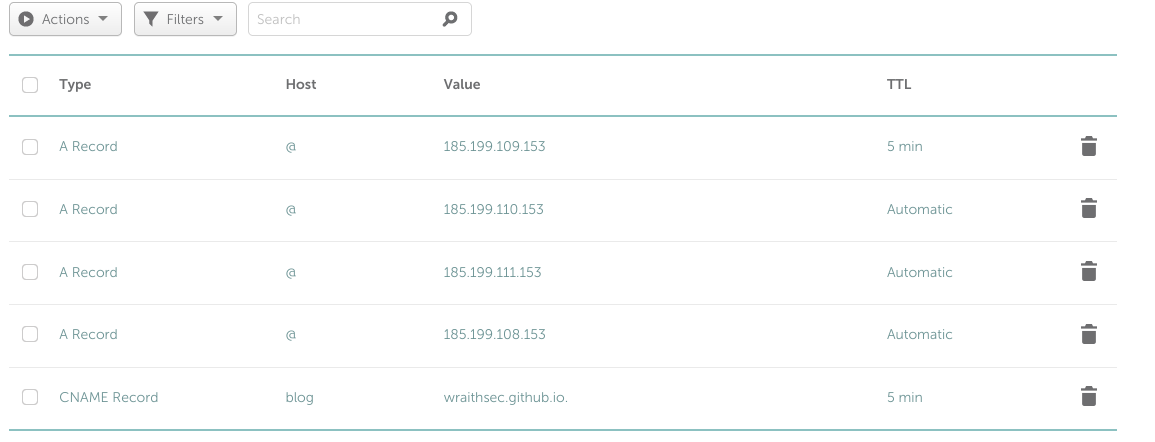 Actions Filters Search
Type Host Value TTL
A Record @ 185.199.109.153 5 min
A Record @ 185.199.110.153 Automatic
A Record @ 185.199.111.153 Automatic
A Record @ 185.199.108.153 Automatic
CNAME Record blog wraithsec.github.io. 5 min